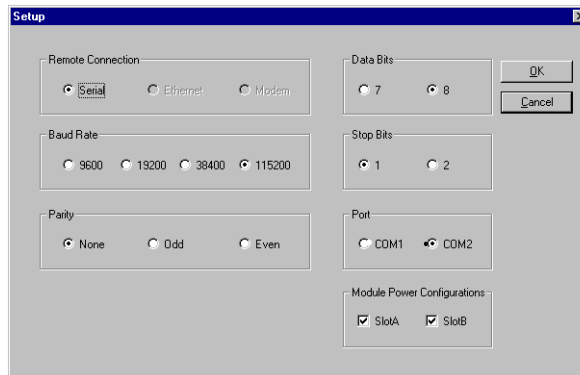 Setup
Remote Connection
Serial Ethernet Modem
Data Bits
7 8
OK
Cancel
Baud Rate
9600 19200 38400 115200
Stop Bits
1 2
Parity
None Odd Even
Port
COM1 COM2
Module Power Configurations
SlotA SlotB